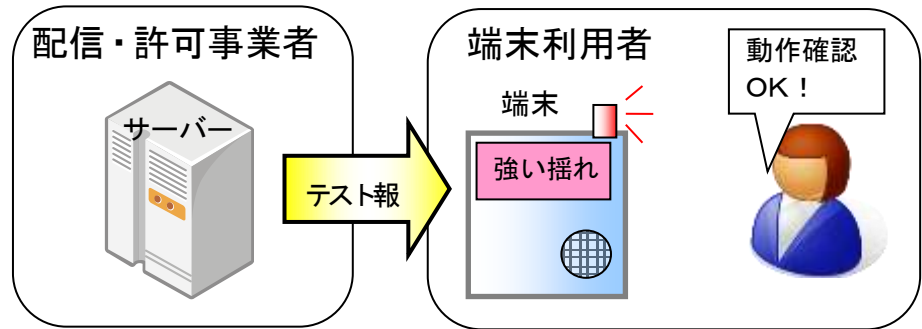 配信・許可事業者
サーバー
テスト報
端末利用者
端末
強い揺れ
動作確認
OK！